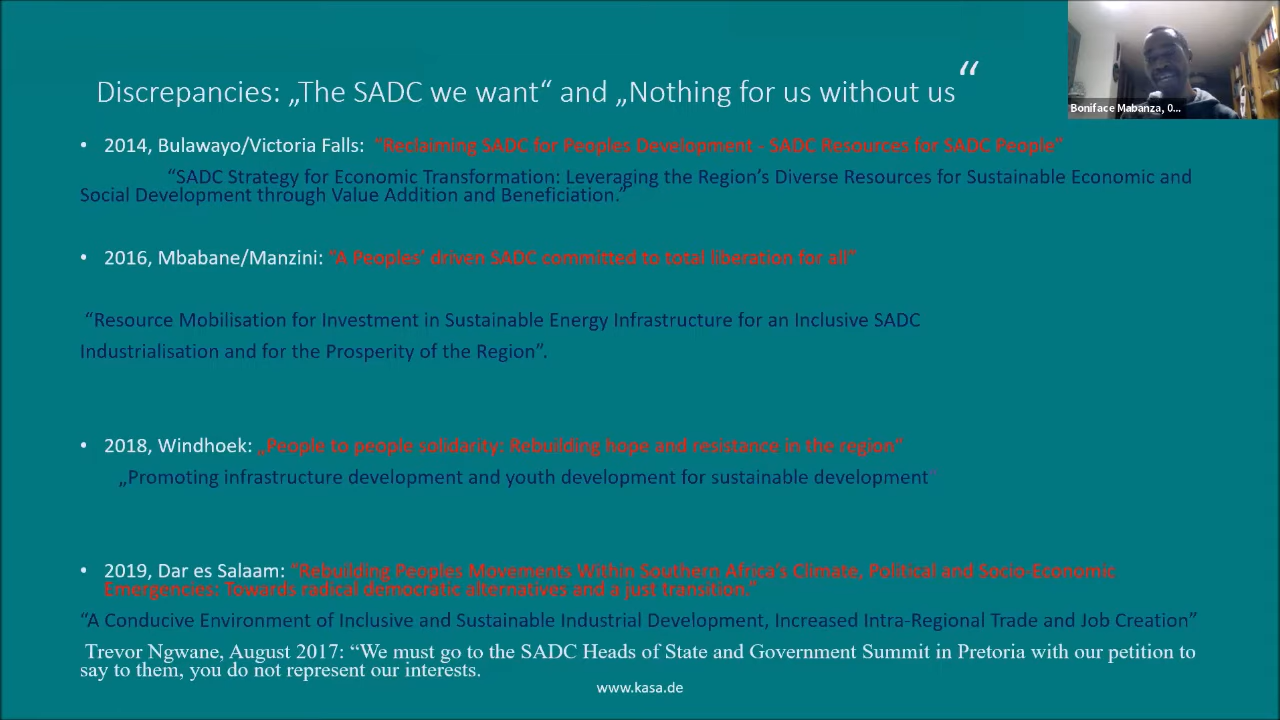 Discrepancies: „The SADC we want“ and „Nothing for us without us“
Boniface Mabanza, 0...
• 2014, Bulawayo/Victoria Falls: "Reclaiming SADC for Peoples Development - SADC Resources for SADC People"
“SADC Strategy for Economic Transformation: Leveraging the Region’s Diverse Resources for Sustainable Economic and
Social Development through Value Addition and Beneficiation.”
• 2016, Mbabane/Manzini: "A Peoples’ driven SADC committed to total liberation for all”
“Resource Mobilisation for Investment in Sustainable Energy Infrastructure for an Inclusive SADC
Industrialisation and for the Prosperity of the Region”.
• 2018, Windhoek: „People to people solidarity: Rebuilding hope and resistance in the region“
„Promoting infrastructure development and youth development for sustainable development“
• 2019, Dar es Salaam: “Rebuilding Peoples Movements Within Southern Africa’s Climate, Political and Socio-Economic
Emergencies: Towards radical democratic alternatives and a just transition.”
“A Conducive Environment of Inclusive and Sustainable Industrial Development, Increased Intra-Regional Trade and Job Creation”
Trevor Ngwane, August 2017: “We must go to the SADC Heads of State and Government Summit in Pretoria with our petition to
say to them, you do not represent our interests.
www.kasa.de